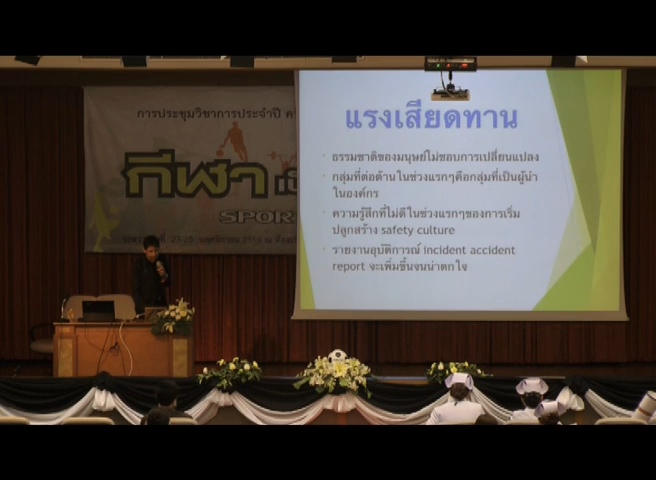 การประชุมวิชาการประจำปี
กีฬา
SPOR
แรงเสียดทาน
ธรรมชาติของมนุษย์ไม่ชอบการเปลี่ยนแปลง
กลุ่มที่ต่อต้านในช่วงแรกๆคือกลุ่มที่เป็นผู้นำ
ในองค์กร
ความรู้สึกที่ไม่ดีในช่วงแรกๆของการเริ่ม
ปลูกสร้าง safety culture
รายงานอุบัติการณ์ incident accident
report จะเพิ่มขึ้นจนน่าตกใจ